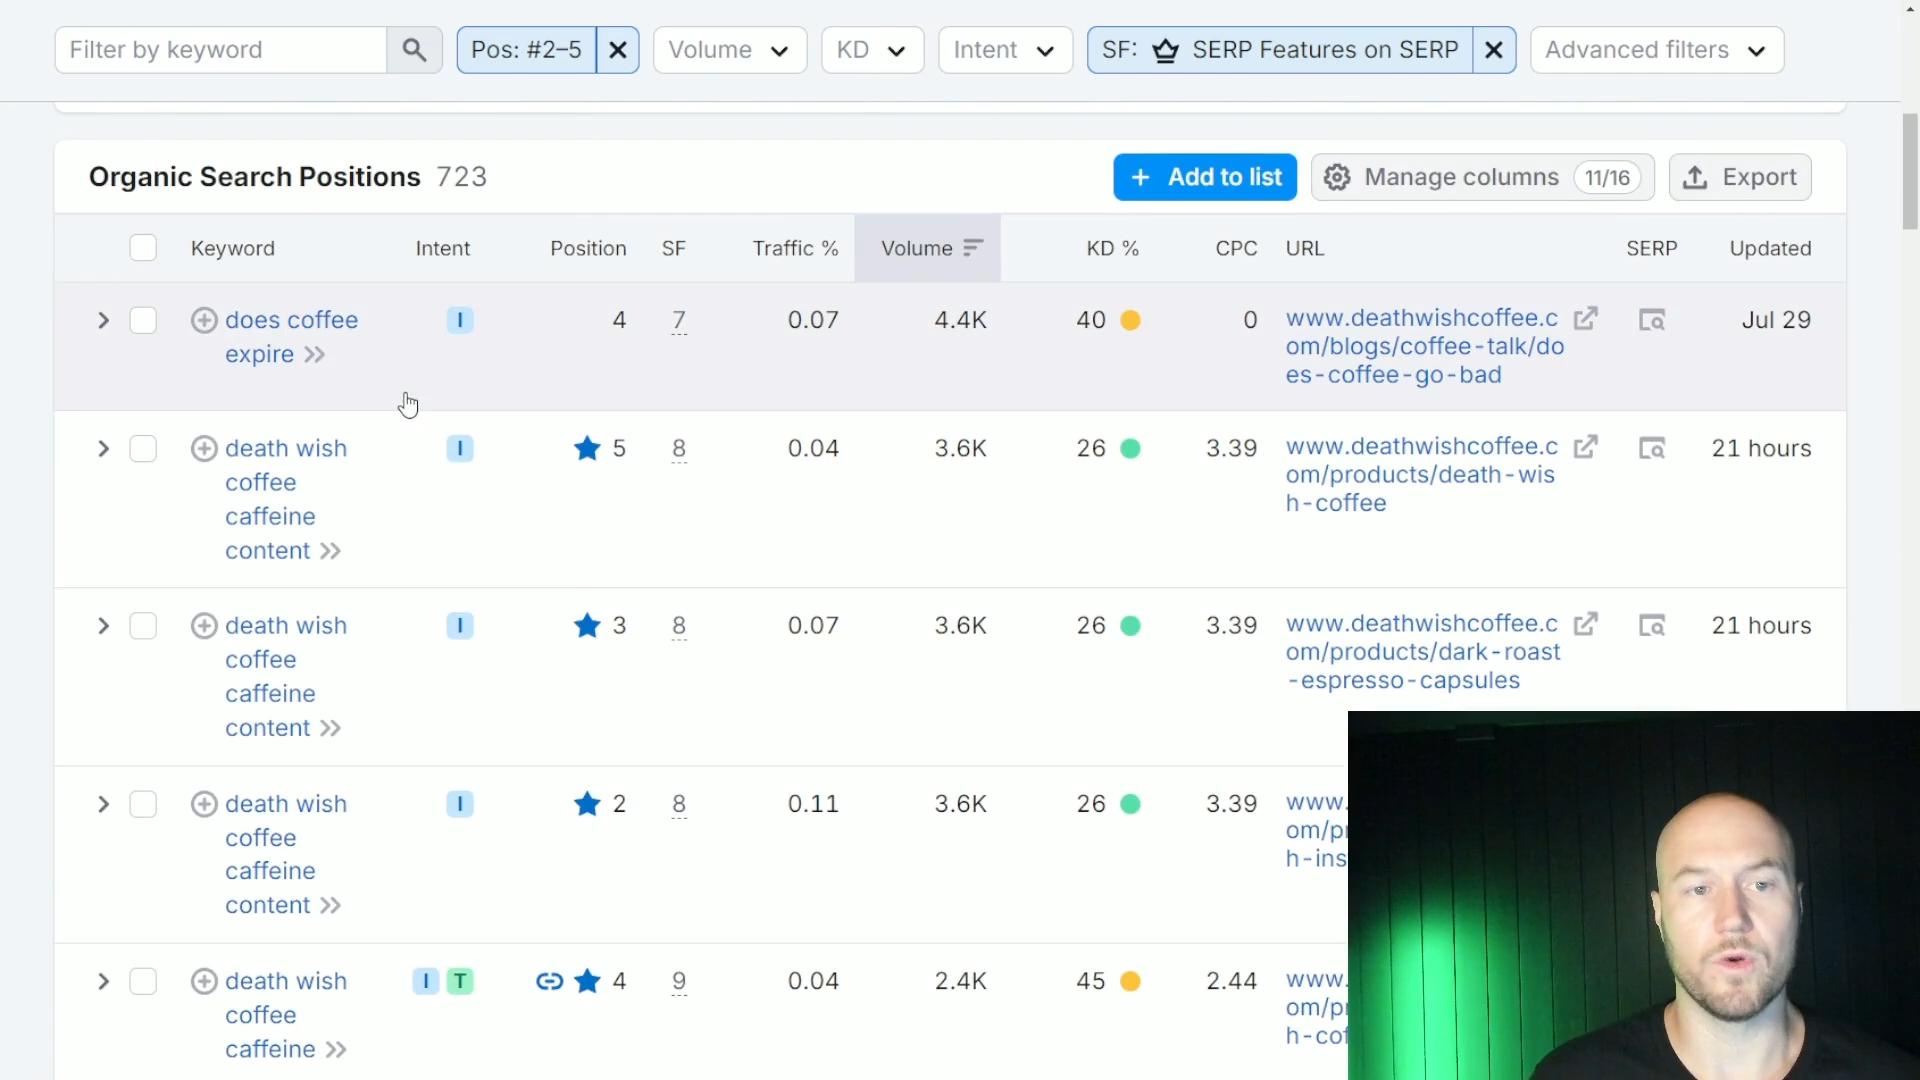 Filter by keyword
Pos: #2–5
Volume
KD
Intent
SF: SERP Features on SERP
Advanced filters
Organic Search Positions 723
+ Add to list
Manage columns 11/16
Export
Keyword Intent Position SF Traffic % Volume KD % CPC URL SERP Updated
does coffee I 4 7 0.07 4.4K 40 0 www.deathwishcoffee.c Jul 29
expire om/blogs/coffee-talk/do
es-coffee-go-bad
death wish I 5 8 0.04 3.6K 26 3.39 www.deathwishcoffee.c 21 hours
coffee om/products/death-wis
caffeine h-coffee
content
death wish I 3 8 0.07 3.6K 26 3.39 www.deathwishcoffee.c 21 hours
coffee om/products/dark-roast
caffeine -espresso-capsules
content
death wish I 2 8 0.11 3.6K 26 3.39 www.
coffee om/pr
caffeine h-ins
content
death wish I T 4 9 0.04 2.4K 45 2.44 www.
coffee om/pr
caffeine h-cof